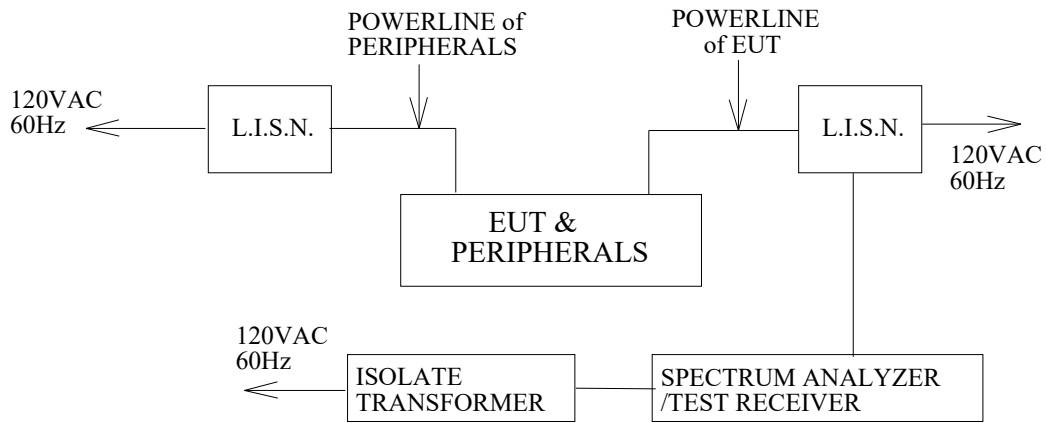 POWERLINE of
PERIPHERALS
POWERLINE
of EUT
120VAC
60Hz
L.I.S.N.
L.I.S.N.
120VAC
60Hz
EUT &
PERIPHERALS
120VAC
60Hz
ISOLATE
TRANSFORMER
SPECTRUM ANALYZER
/TEST RECEIVER